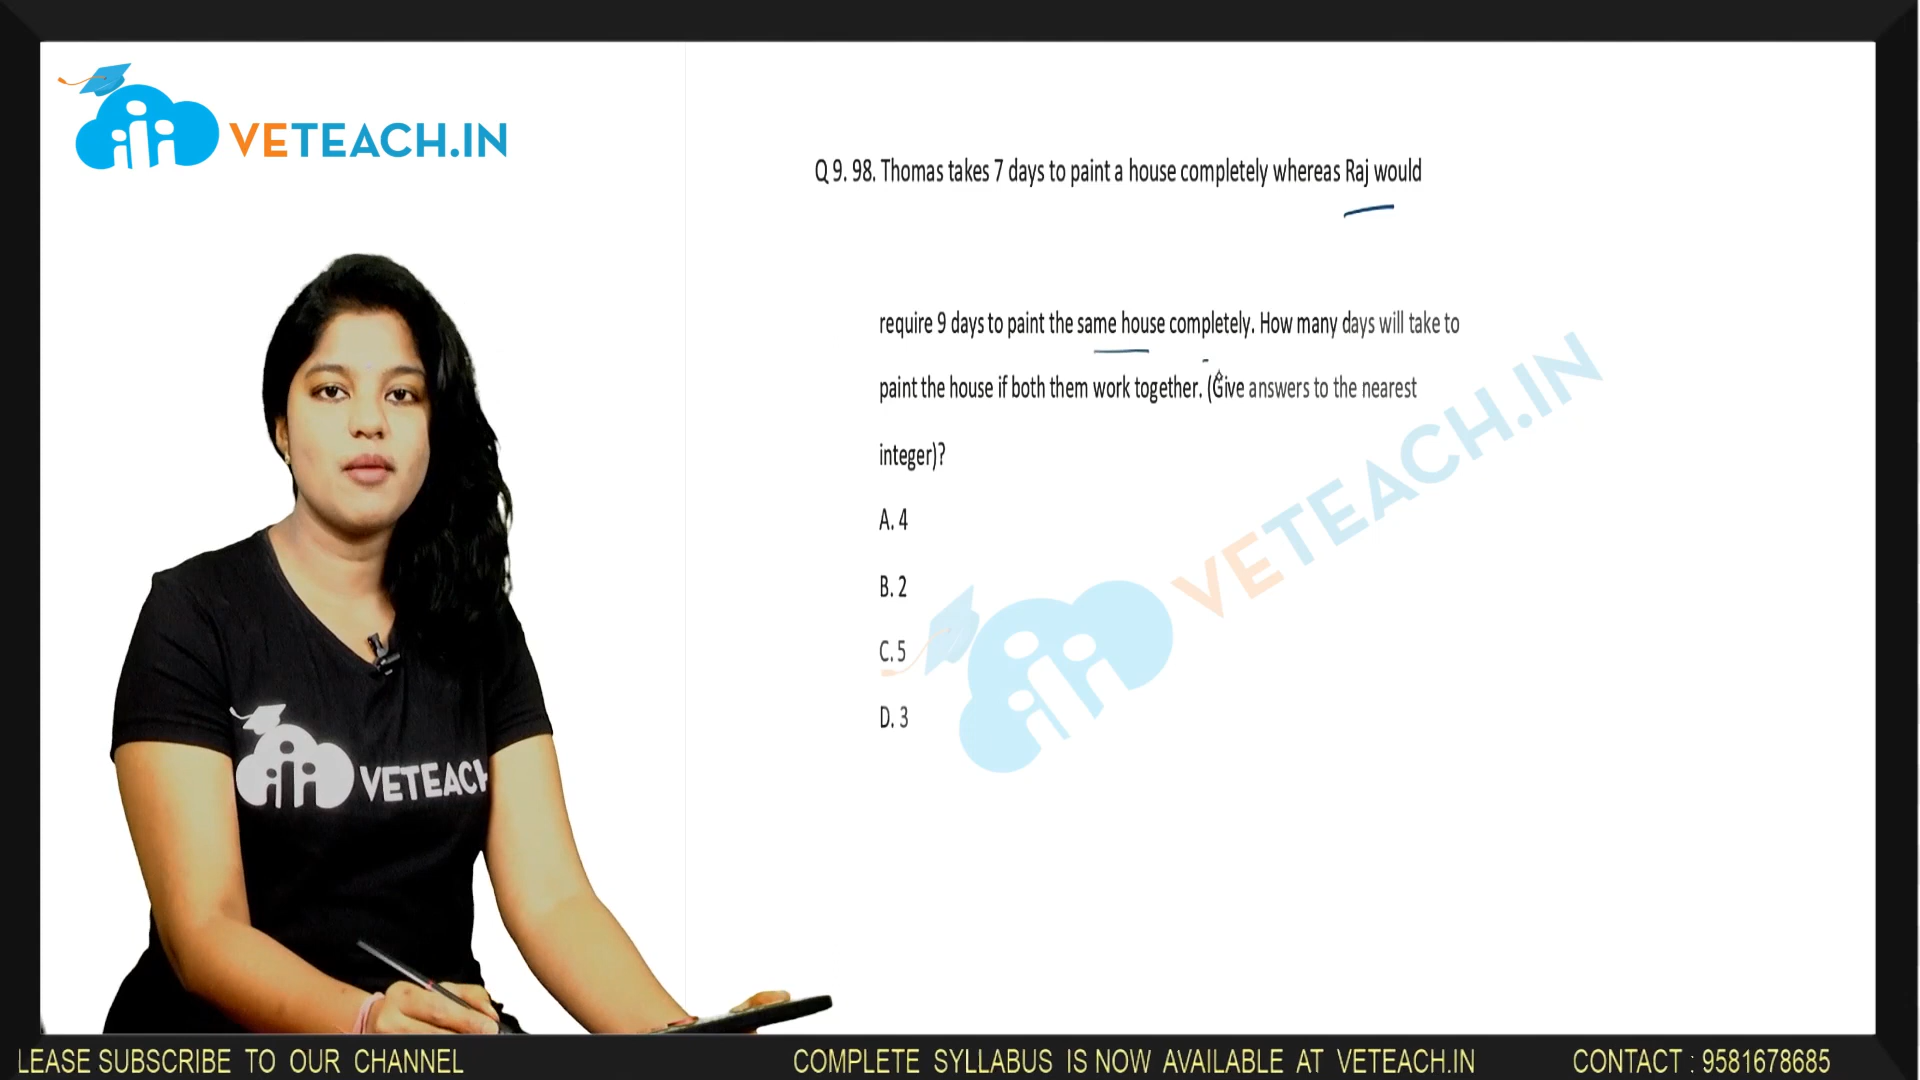 VETEACH.IN
Q 9. 98. Thomas takes 7 days to paint a house completely whereas Raj would
require 9 days to paint the same house completely. How many days will take to
paint the house if both them work together. (Give answers to the nearest
integer)?
A. 4
B. 2
C. 5
D. 3
VETEACH.IN
VETEACH
LEASE SUBSCRIBE TO OUR CHANNEL
COMPLETE SYLLABUS IS NOW AVAILABLE AT VETEACH.IN
CONTACT : 9581678685